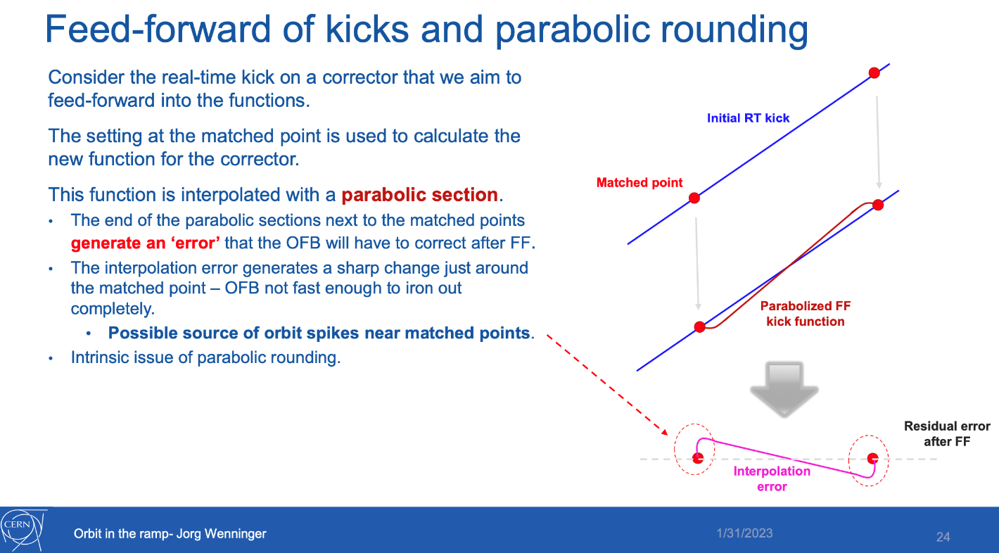 Feed-forward of kicks and parabolic rounding
Consider the real-time kick on a corrector that we aim to
feed-forward into the functions.
The setting at the matched point is used to calculate the
new function for the corrector.
This function is interpolated with a parabolic section.
• The end of the parabolic sections next to the matched points
generate an ‘error’ that the OFB will have to correct after FF.
• The interpolation error generates a sharp change just around
the matched point – OFB not fast enough to iron out
completely.
• Possible source of orbit spikes near matched points.
• Intrinsic issue of parabolic rounding.
Initial RT kick
Matched point
Parabolized FF
kick function
Residual error
after FF
Interpolation
error
CERN
Orbit in the ramp- Jorg Wenninger
1/31/2023
24